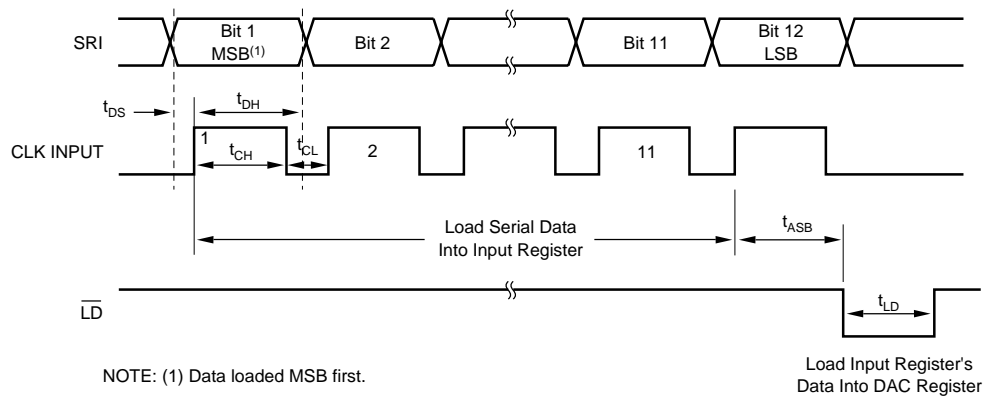 SRI
Bit 1
MSB(1)
Bit 2
Bit 11
Bit 12
LSB
tDS
tDH
CLK INPUT
1
tCH
tCL
2
11
Load Serial Data
Into Input Register
tASB
LD
tLD
NOTE: (1) Data loaded MSB first.
Load Input Register's
Data Into DAC Register